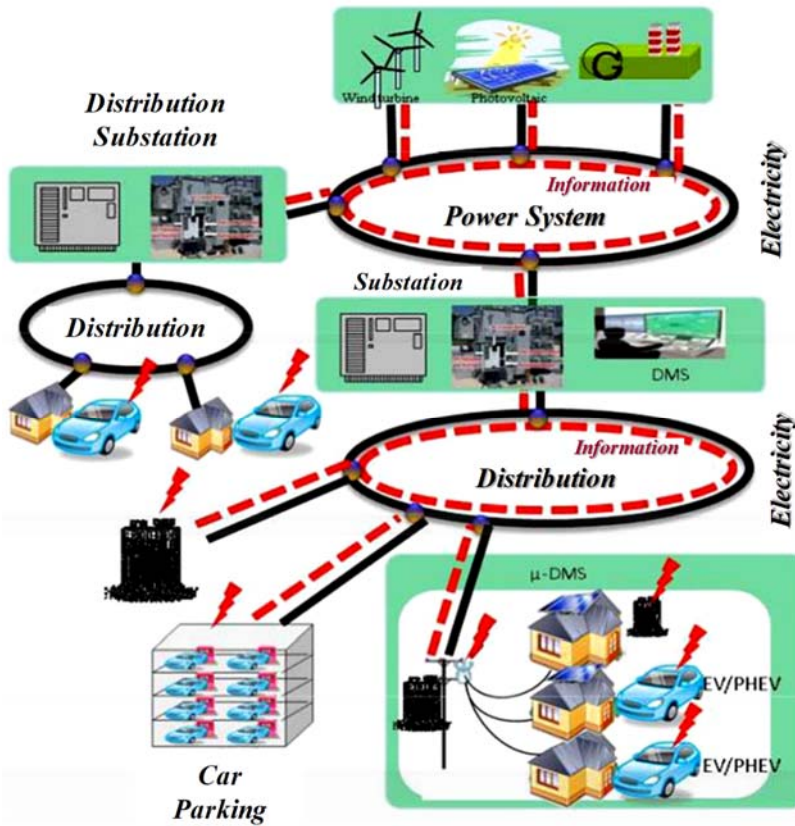 Wind turbine
Photovoltaic
G
Distribution
Substation
Electricity
Information
Power System
Substation
Distribution
DMS
Information
Distribution
Electricity
μ-DMS
EV/PHEV
EV/PHEV
Car
Parking